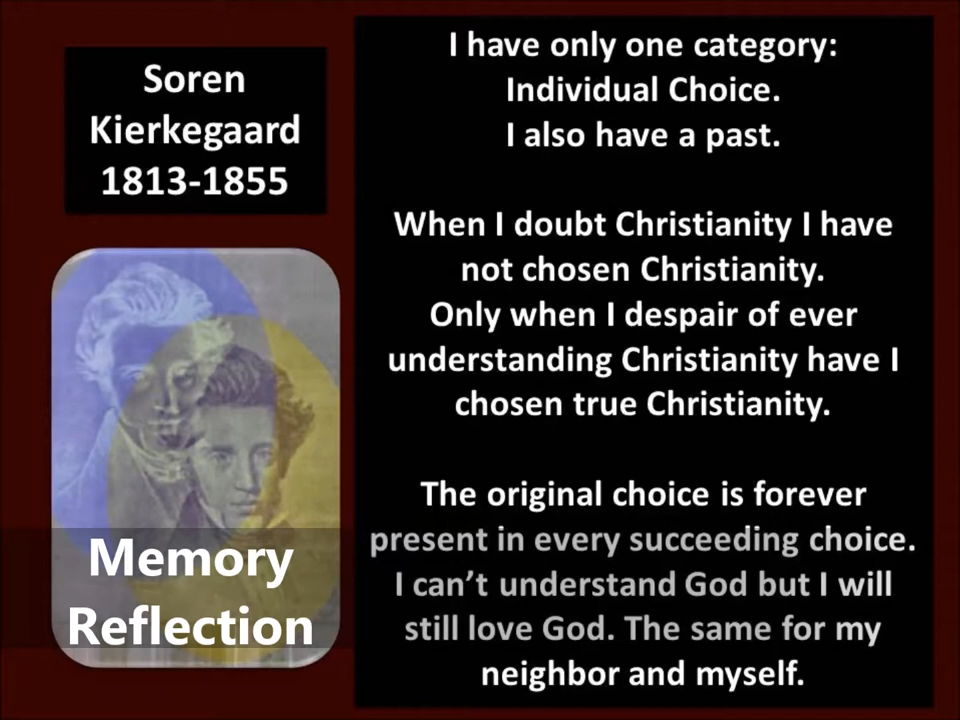 Soren
Kierkegaard
1813-1855
Memory
Reflection
I have only one category:
Individual Choice.
I also have a past.
When I doubt Christianity I have
not chosen Christianity.
Only when I despair of ever
understanding Christianity have I
chosen true Christianity.
The original choice is forever
present in every succeeding choice.
I can’t understand God but I will
still love God. The same for my
neighbor and myself.